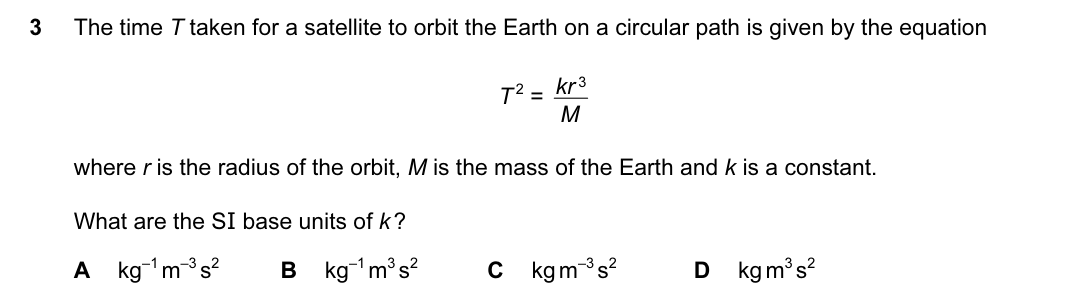 3 The time T taken for a satellite to orbit the Earth on a circular path is given by the equation
T² = kr³/M
where r is the radius of the orbit, M is the mass of the Earth and k is a constant.
What are the SI base units of k?
A kg⁻¹ m⁻³ s² B kg⁻¹ m³ s² C kg m⁻³ s² D kg m³ s²